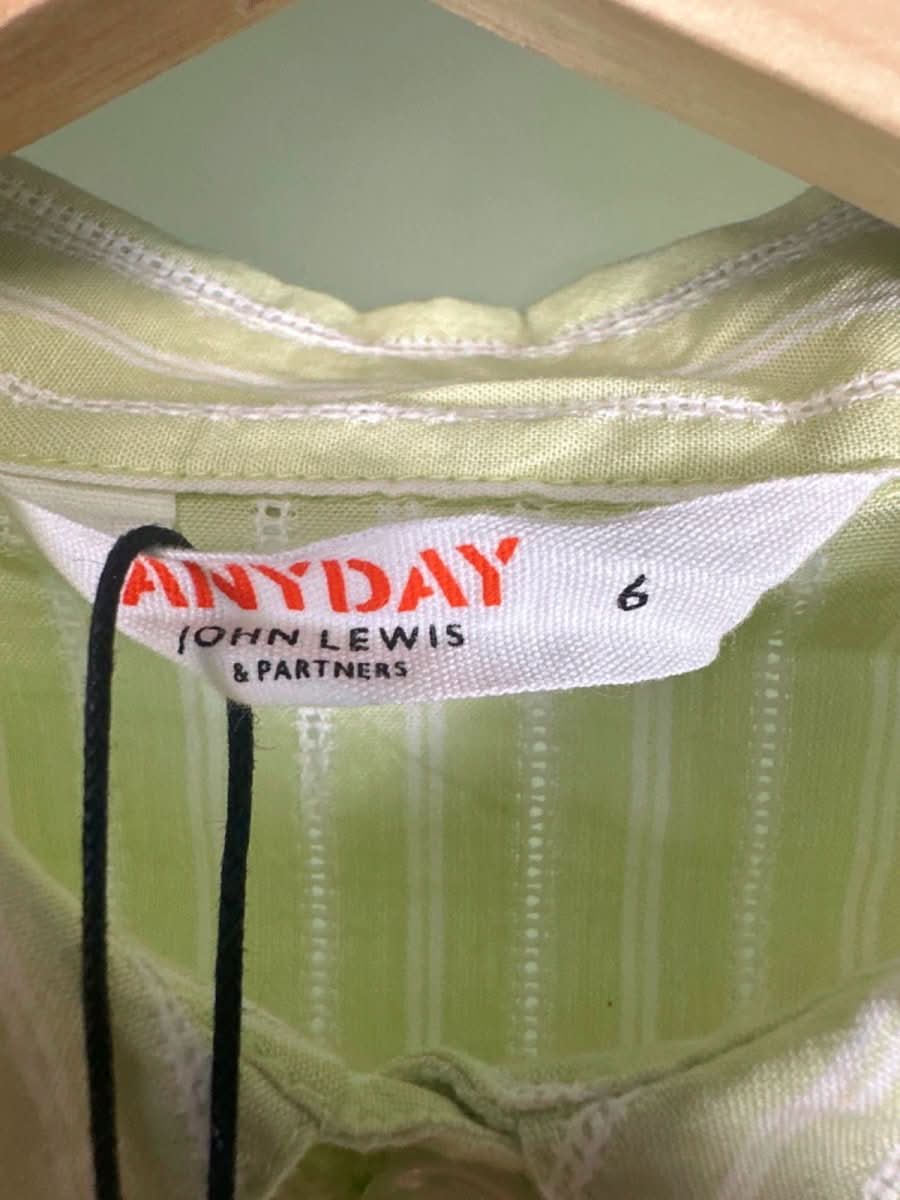 ANYDAY
JOHN LEWIS
& PARTNERS
6